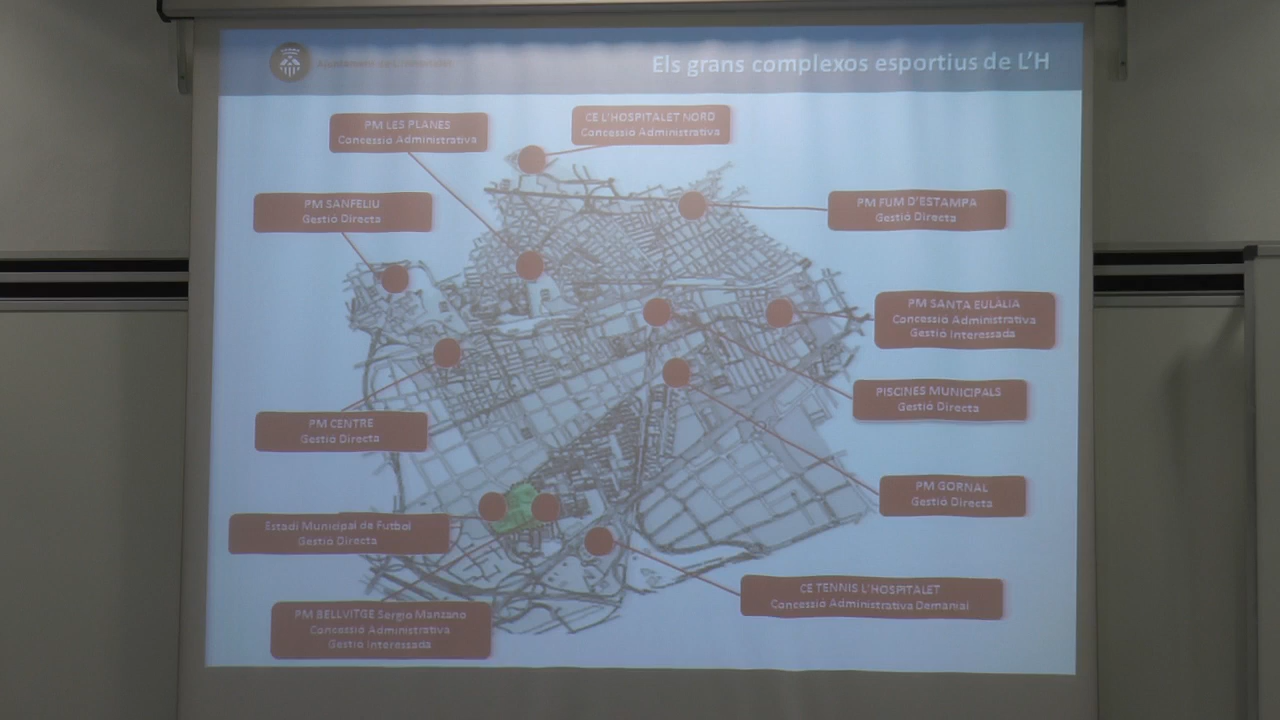 Els grans complexos esportius de L'H
PM LES PLANES
Concessió Administrativa
CE L'HOSPITALET NORD
Concessió Administrativa
PM SANFELIU
Gestió Directa
PM FUM D'ESTAMPA
Gestió Directa
PM SANTA EULÀLIA
Concessió Administrativa
Gestió Interessada
PISCINES MUNICIPALS
Gestió Directa
PM CENTRE
Gestió Directa
PM GORNAL
Gestió Directa
Estadi Municipal de Futbol
Gestió Directa
CE TENNIS L'HOSPITALET
Concessió Administrativa Demanial
PM BELLVITGE Sergio Manzano
Concessió Administrativa
Gestió Interessada